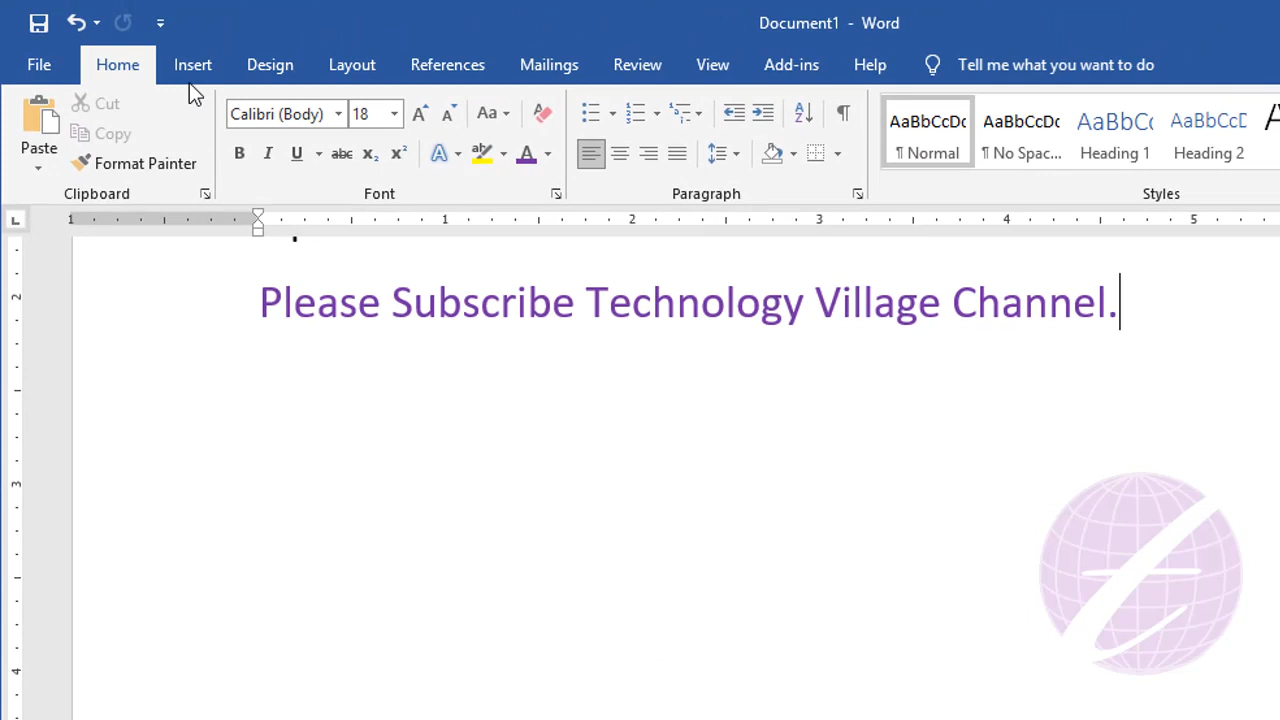 Document1 - Word
File Home Insert Design Layout References Mailings Review View Add-ins Help Tell me what you want to do
Cut
Copy
Paste
Format Painter
Calibri (Body) 18
Aa
B I U abc x₂ x² A A
AaBbCcDc AaBbCcDc AaBbCc AaBbCcD
¶ Normal ¶ No Spac... Heading 1 Heading 2
Clipboard Font Paragraph Styles
1 1 2 3 4 5
Please Subscribe Technology Village Channel.
2
3
4